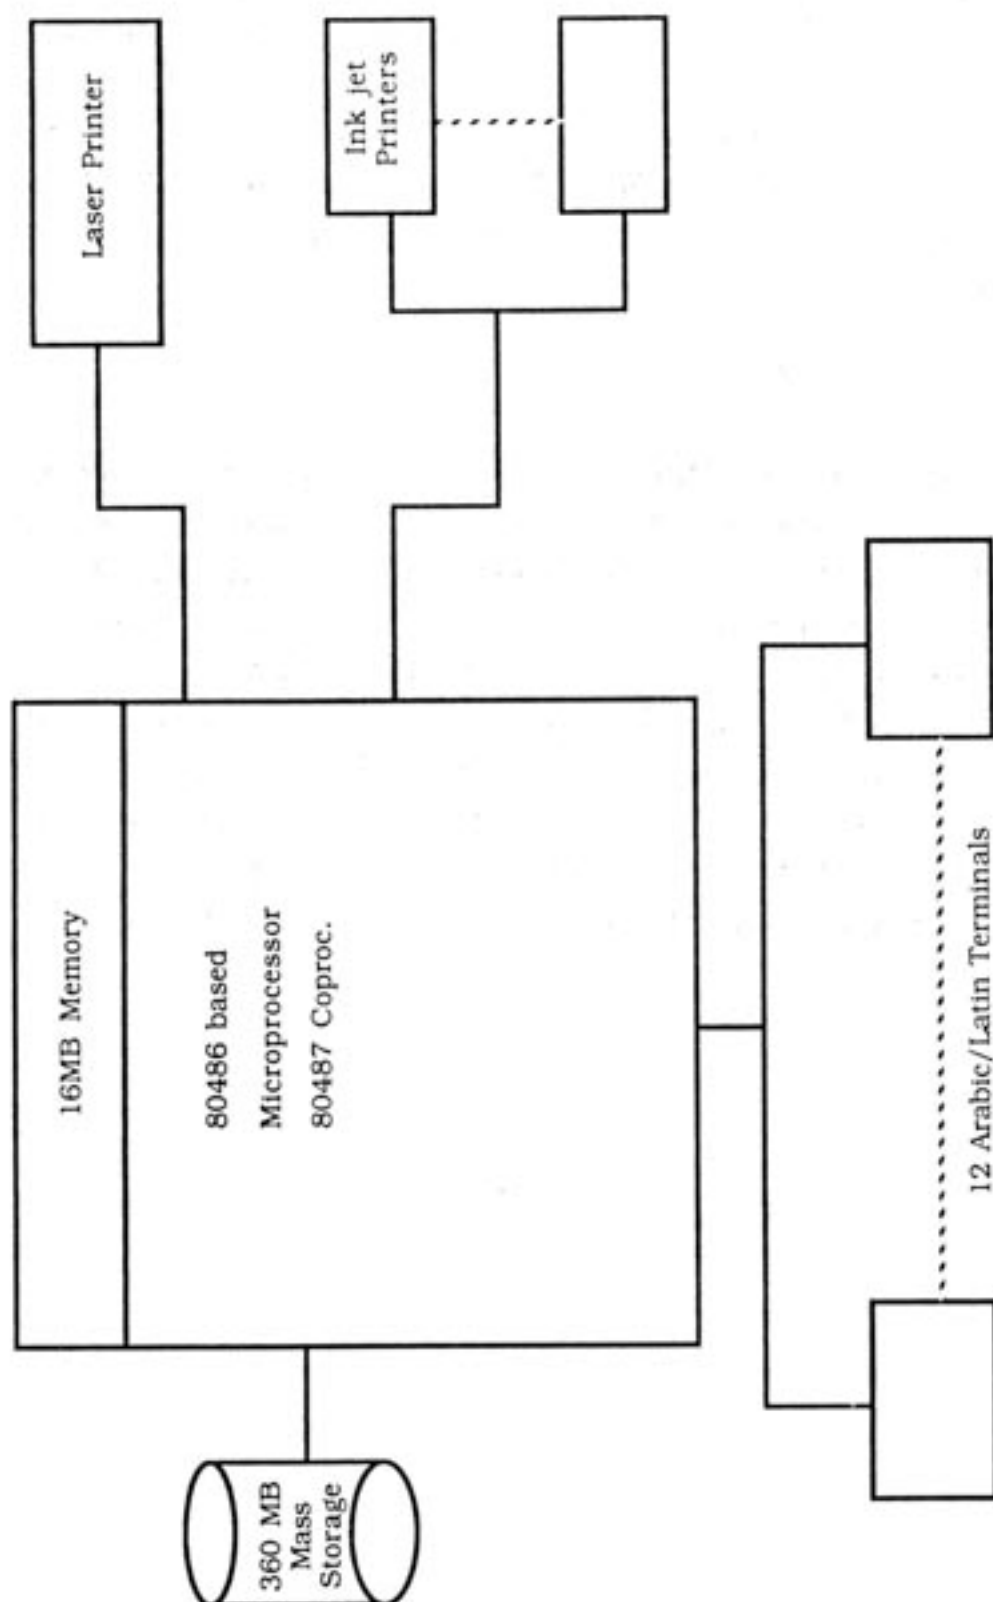 16MB Memory
80486 based
Microprocessor
80487 Coproc.
360 MB
Mass
Storage
Laser Printer
Ink jet
Printers
12 Arabic/Latin Terminals